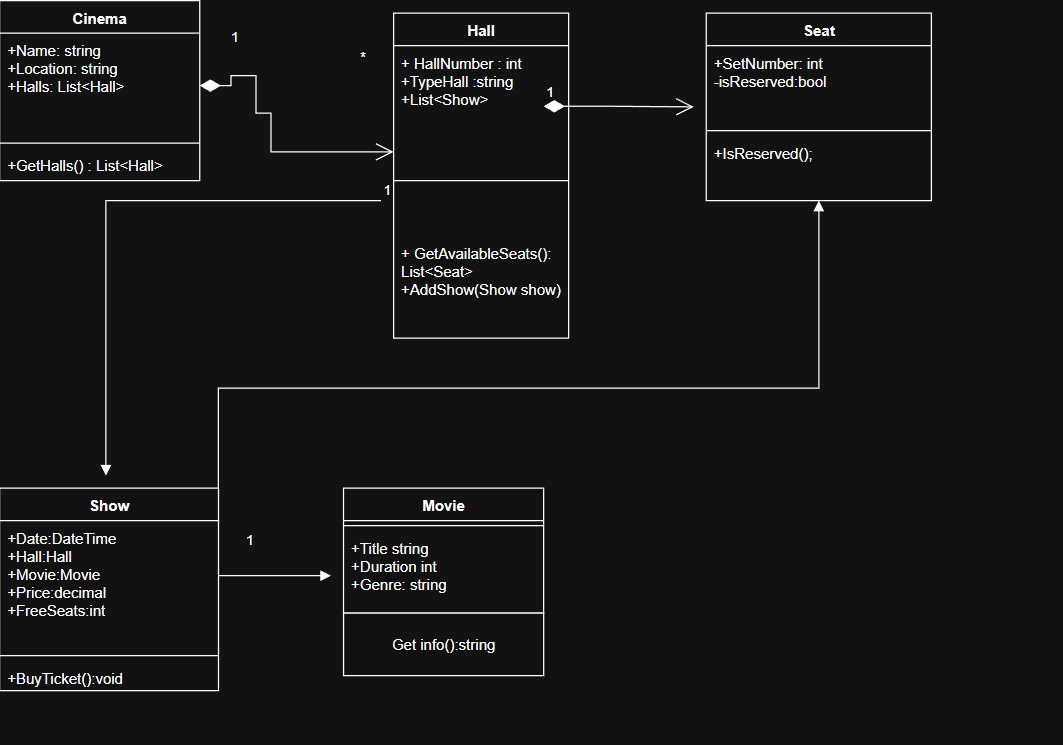 Cinema
+Name: string
+Location: string
+Halls: List<Hall>
+GetHalls() : List<Hall>
1
*
Hall
+ HallNumber : int
+TypeHall :string
+List<Show>
1
+ GetAvailableSeats():
List<Seat>
+AddShow(Show show)
Seat
+SetNumber: int
-isReserved:bool
+IsReserved();
1
Show
+Date:DateTime
+Hall:Hall
+Movie:Movie
+Price:decimal
+FreeSeats:int
+BuyTicket():void
1
Movie
+Title string
+Duration int
+Genre: string
Get info():string